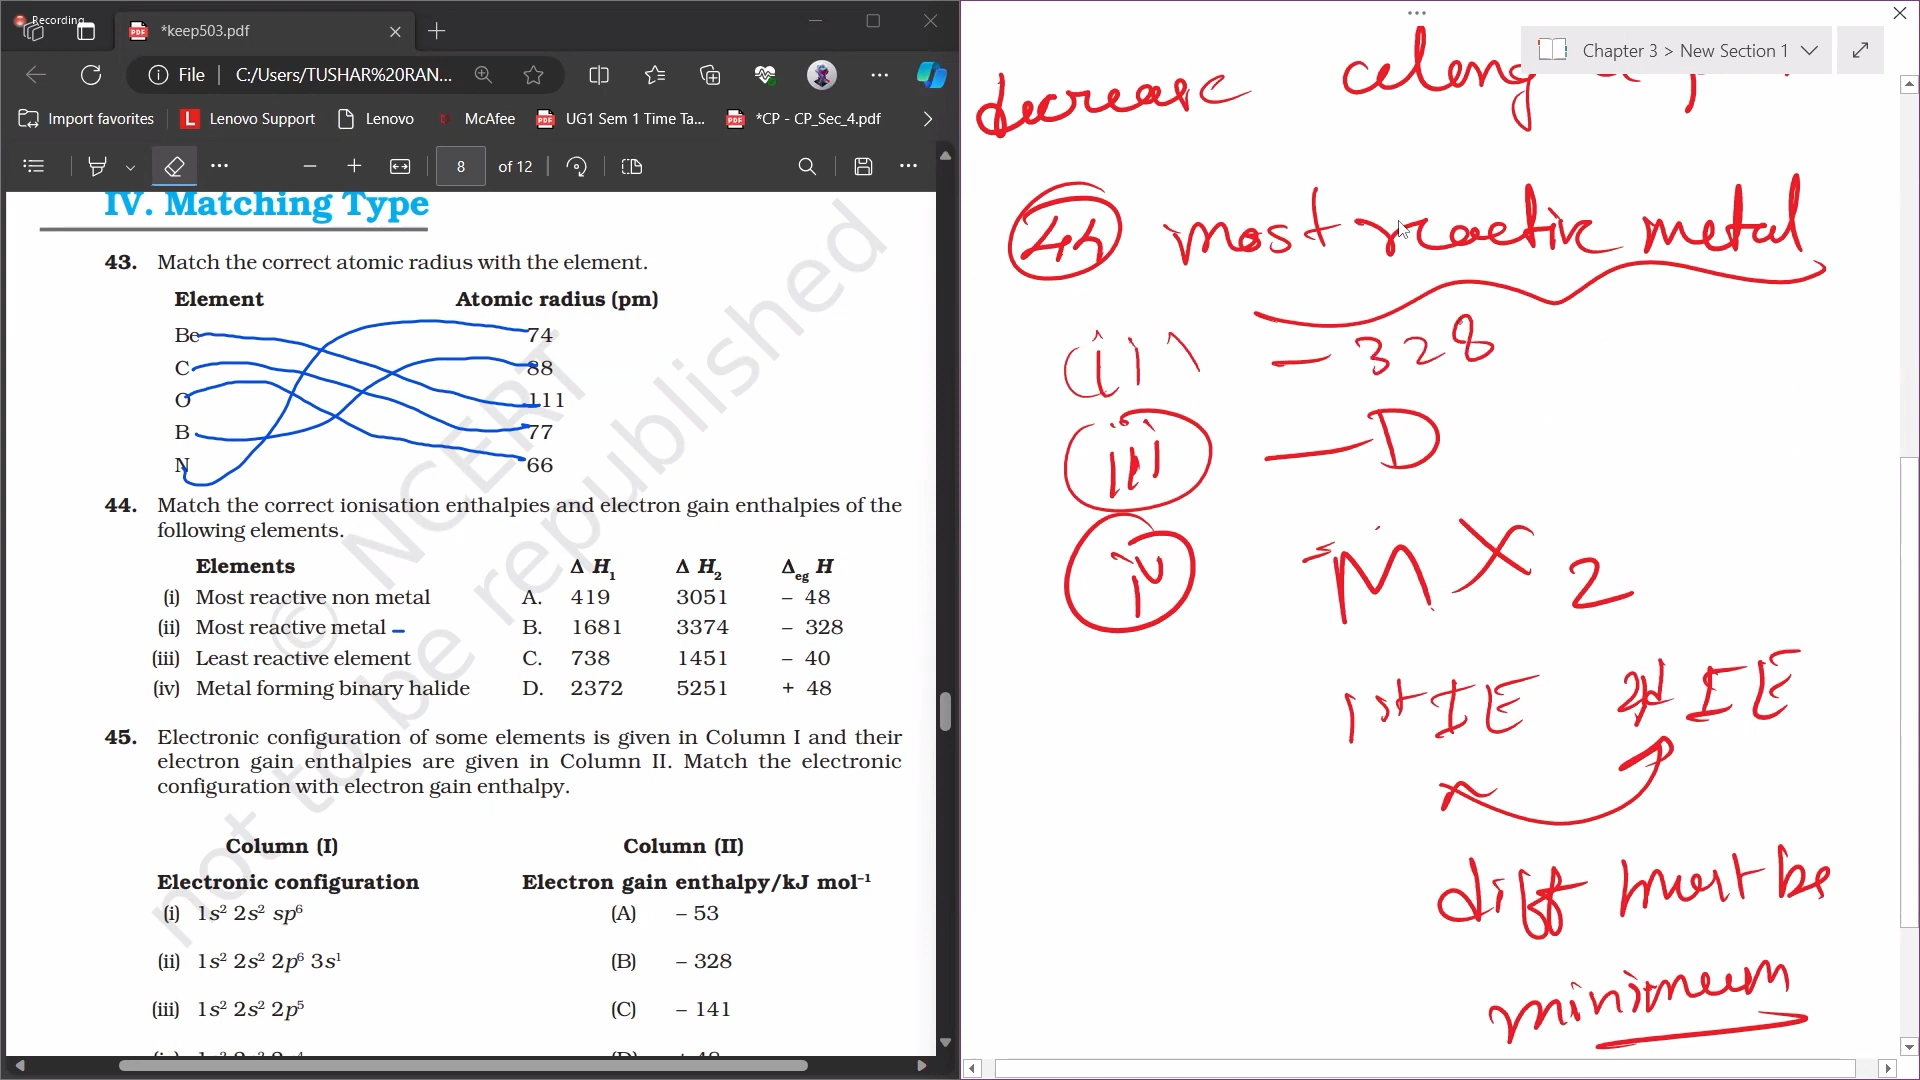 Recording
*keep503.pdf
File
C:/Users/TUSHAR%20RAN...
Import favorites
Lenovo Support
Lenovo
McAfee
UG1 Sem 1 Time Ta...
*CP - CP_Sec_4.pdf
8 of 12
IV. Matching Type
43. Match the correct atomic radius with the element.
Element Atomic radius (pm)
Be 74
C 88
O 111
B 77
N 66
44. Match the correct ionisation enthalpies and electron gain enthalpies of the
following elements.
Elements Δ H₁ Δ H₂ Δeg H
(i) Most reactive non metal A. 419 3051 – 48
(ii) Most reactive metal B. 1681 3374 – 328
(iii) Least reactive element C. 738 1451 – 40
(iv) Metal forming binary halide D. 2372 5251 + 48
45. Electronic configuration of some elements is given in Column I and their
electron gain enthalpies are given in Column II. Match the electronic
configuration with electron gain enthalpy.
Column (I) Column (II)
Electronic configuration Electron gain enthalpy/kJ mol⁻¹
(i) 1s² 2s² sp⁶ (A) – 53
(ii) 1s² 2s² 2p⁶ 3s¹ (B) – 328
(iii) 1s² 2s² 2p⁵ (C) – 141
© NCERT
not to be republished
Chapter 3 > New Section 1
decrease along
44 most reactive metal
(ii) – 328
iii — D
iv MX₂
1st IE 2nd IE
diff must be
minimum